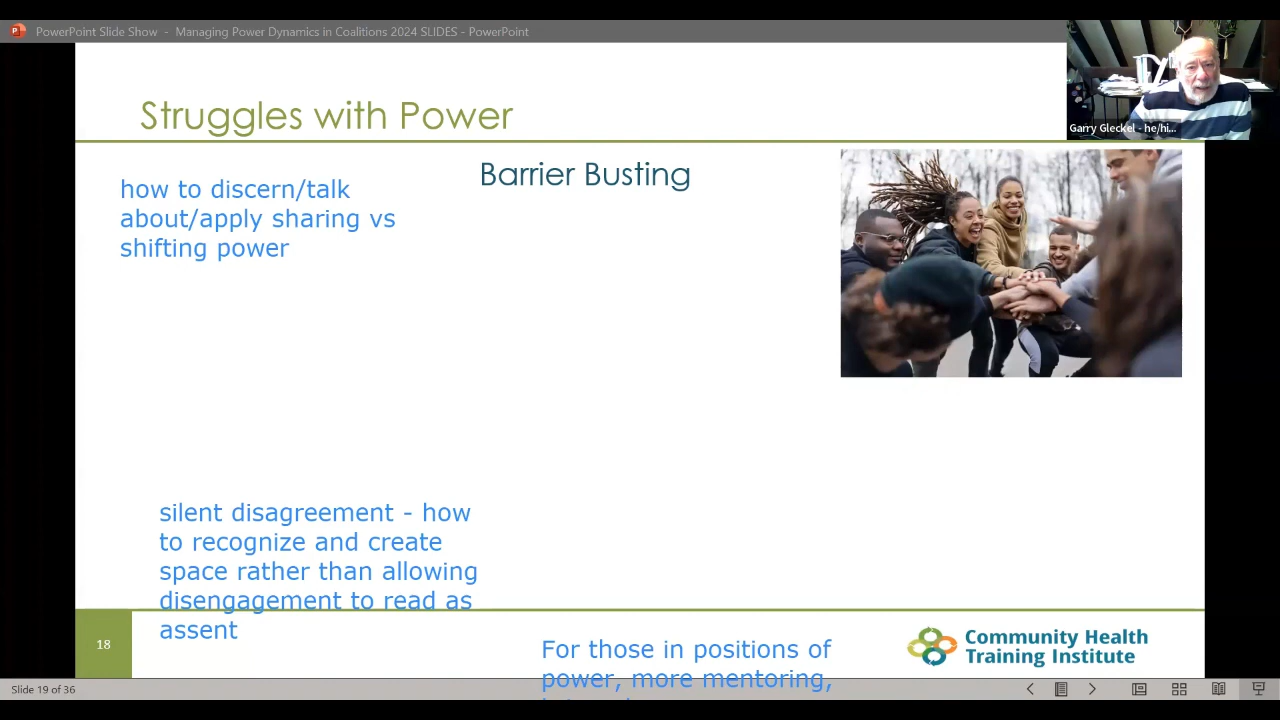 PowerPoint Slide Show - Managing Power Dynamics in Coalitions 2024 SLIDES - PowerPoint
Garry Gleckel - he/hi...
Struggles with Power
Barrier Busting
how to discern/talk
about/apply sharing vs
shifting power
silent disagreement - how
to recognize and create
space rather than allowing
disengagement to read as
assent
18
For those in positions of
power, more mentoring,
Community Health
Training Institute
Slide 19 of 36